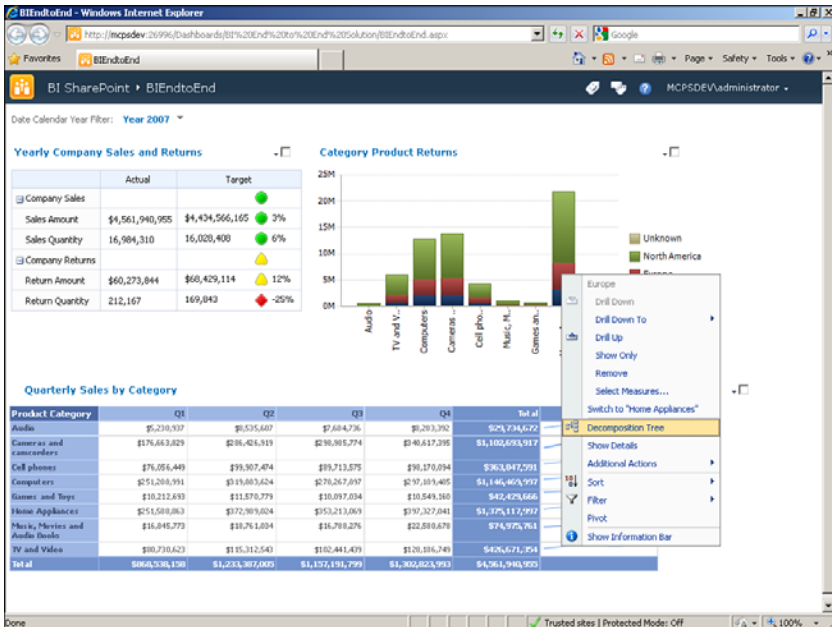 BIEndtoEnd - Windows Internet Explorer
http://mcpsdev:26996/Dashboards/BI%20End%20to%20End%20Solution/BIEndtoEnd.aspx
Google
Favorites BIEndtoEnd Page Safety Tools
BI SharePoint BIEndtoEnd MCPSDEV\administrator
Date Calendar Year Filter: Year 2007
Yearly Company Sales and Returns
Actual Target
Company Sales
Sales Amount $4,561,940,955 $4,434,566,165 3%
Sales Quantity 16,984,310 16,028,408 6%
Company Returns
Return Amount $60,273,844 $68,429,114 12%
Return Quantity 212,167 169,843 -25%
Category Product Returns
25M
20M
15M
10M
5M
0M
Audio
TV and V...
Computers
Cameras ...
Cell pho...
Music, M...
Games an...
Unknown
North America
Europe
Europe
Drill Down
Drill Down To
Drill Up
Show Only
Remove
Select Measures...
Switch to "Home Appliances"
Decomposition Tree
Show Details
Additional Actions
Sort
Filter
Pivot
Show Information Bar
Quarterly Sales by Category
Product Category Q1 Q2 Q3 Q4 Total
Audio $5,230,937 $8,535,607 $7,684,736 $8,283,392 $29,734,672
Cameras and
camcorders $176,663,829 $286,426,919 $298,985,774 $340,617,395 $1,102,693,917
Cell phones $76,056,449 $99,907,474 $89,713,575 $98,170,094 $363,847,591
Computers $251,208,991 $319,883,624 $278,267,897 $297,109,485 $1,146,469,997
Games and Toys $10,212,693 $11,570,779 $10,097,034 $10,549,160 $42,429,666
Home Appliances $251,588,863 $372,989,024 $353,213,069 $397,327,041 $1,375,117,997
Music, Movies and
Audio Books $16,845,773 $18,761,034 $16,788,276 $22,580,678 $74,975,761
TV and Video $80,730,623 $115,312,543 $102,441,439 $128,186,749 $426,671,354
Total $868,538,158 $1,233,387,005 $1,157,191,799 $1,302,823,993 $4,561,940,955
Done Trusted sites | Protected Mode: Off 100%